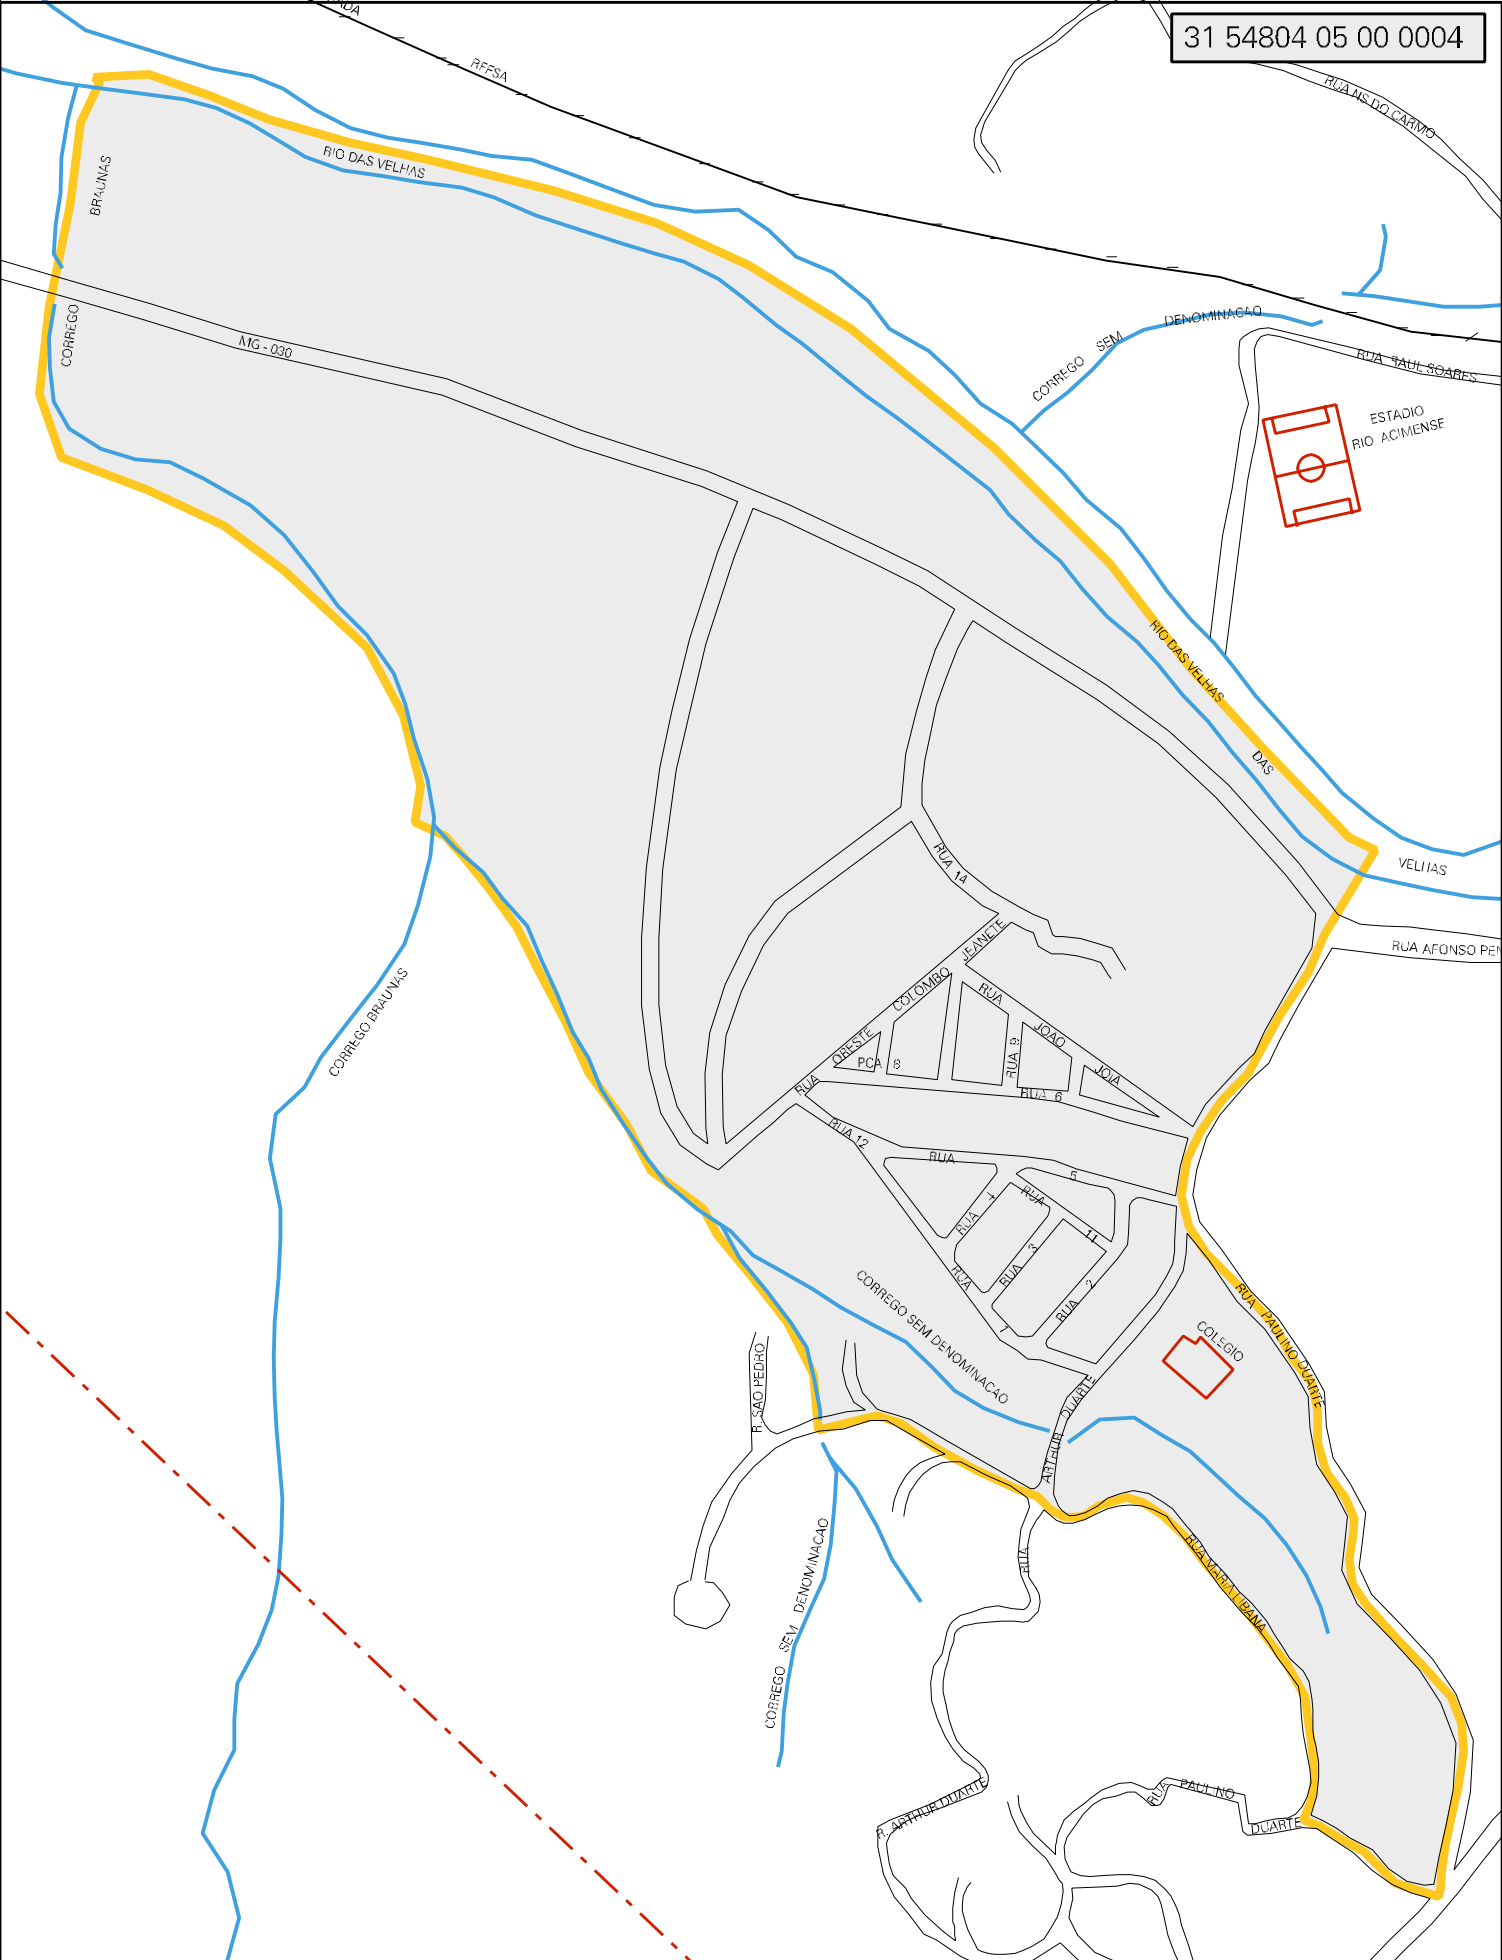 31 54804 05 00 0004
NDA
RFFSA
RUA NS DO CARMO
BRAUNAS
RIO DAS VELHAS
CORREGO
MG - 030
CORREGO SEM DENOMINACAO
RUA RAUL SOARES
ESTADIO
RIO ACIMENSE
RIO DAS VELHAS
DAS
VELHAS
RUA AFONSO PEN
RUA 14
JEANETE
COLOMBO
ORESTE
RUA
RUA
JOAO
JOIA
PCA 8
RUA 9
RUA 6
RUA 12
RUA
5
RUA
4
RUA
11
RUA 3
RUA 2
RUA
7
CORREGO BRAUNAS
CORREGO SEM DENOMINACAO
COLEGIO
RUA PAULINO DUARTE
R. SAO PEDRO
ARTHUR DUARTE
RUA
CORREGO SEM DENOMINACAO
RUA MARIA LIBANA
R. ARTHUR DUARTE
RUA PAULINO
DUARTE